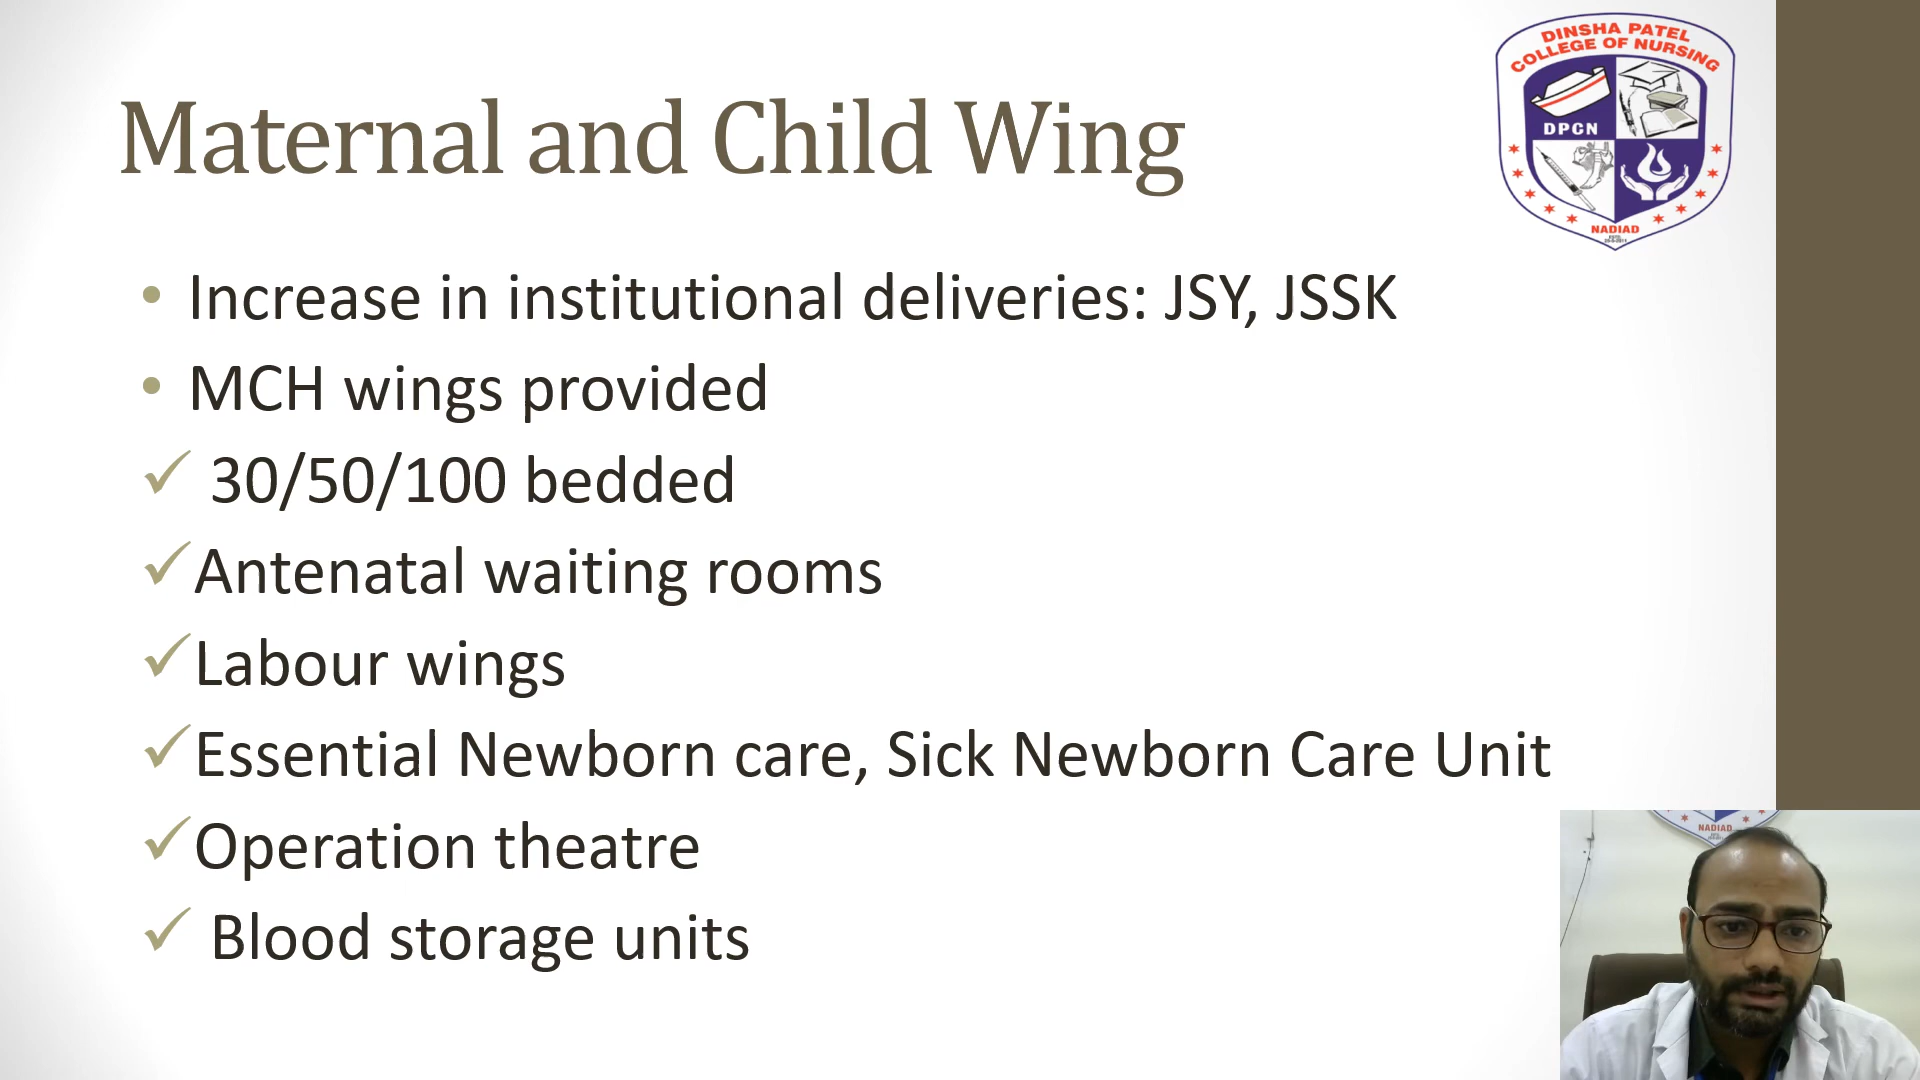 DINSHA PATEL
COLLEGE OF NURSING
DPCN
NADIAD
Maternal and Child Wing
• Increase in institutional deliveries: JSY, JSSK
• MCH wings provided
✓ 30/50/100 bedded
✓ Antenatal waiting rooms
✓ Labour wings
✓ Essential Newborn care, Sick Newborn Care Unit
✓ Operation theatre
✓ Blood storage units
NADIAD